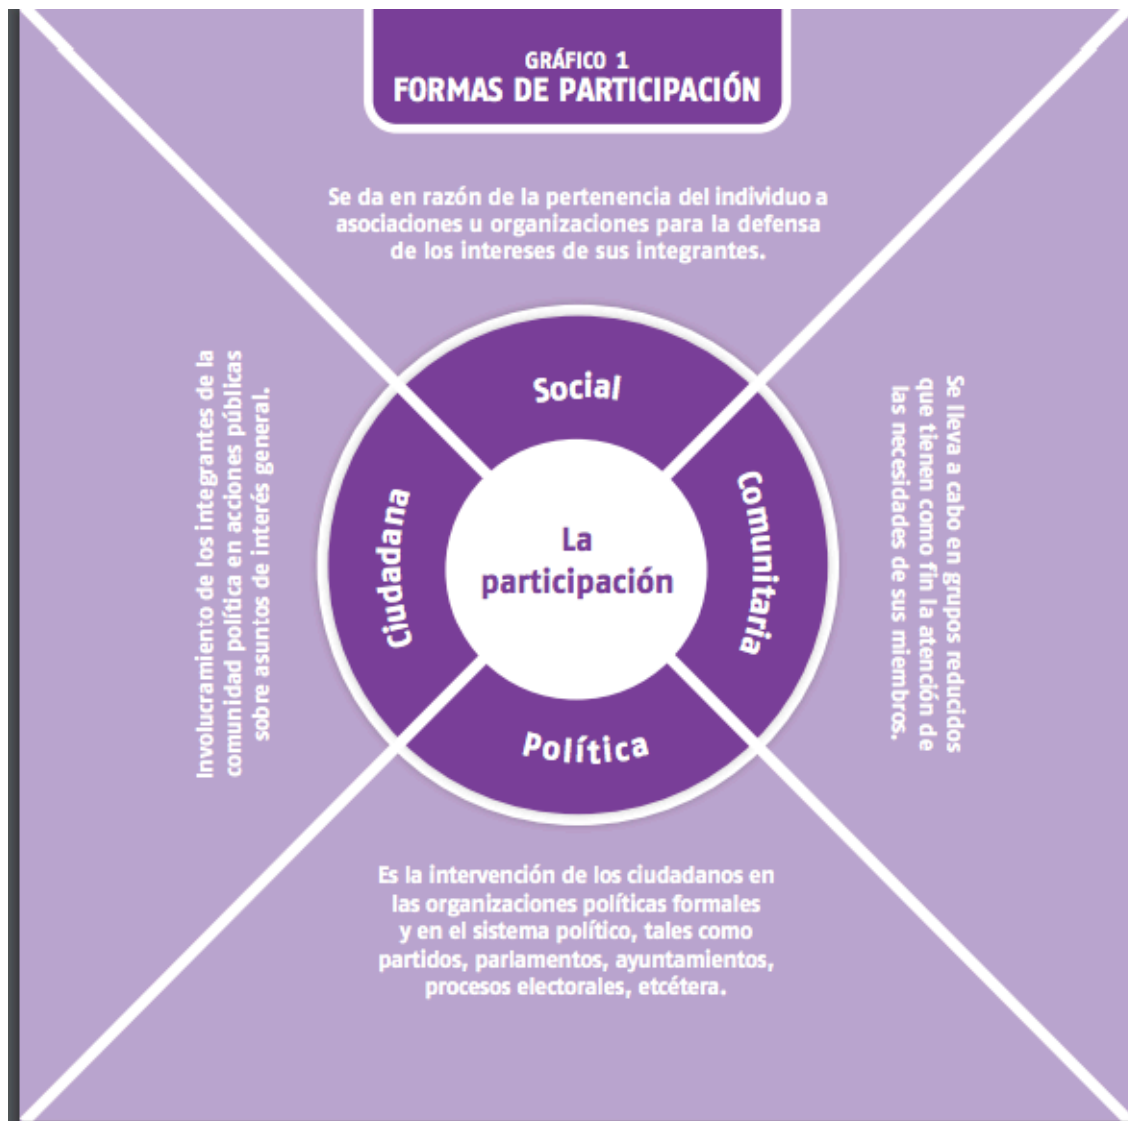 GRÁFICO 1
FORMAS DE PARTICIPACIÓN
Se da en razón de la pertenencia del individuo a
asociaciones u organizaciones para la defensa
de los intereses de sus integrantes.
Social
Comunitaria
Se lleva a cabo en grupos reducidos
que tienen como fin la atención de
las necesidades de sus miembros.
La
participación
Ciudadana
Involucramiento de los integrantes de la
comunidad política en acciones públicas
sobre asuntos de interés general.
Política
Es la intervención de los ciudadanos en
las organizaciones políticas formales
y en el sistema político, tales como
partidos, parlamentos, ayuntamientos,
procesos electorales, etcétera.